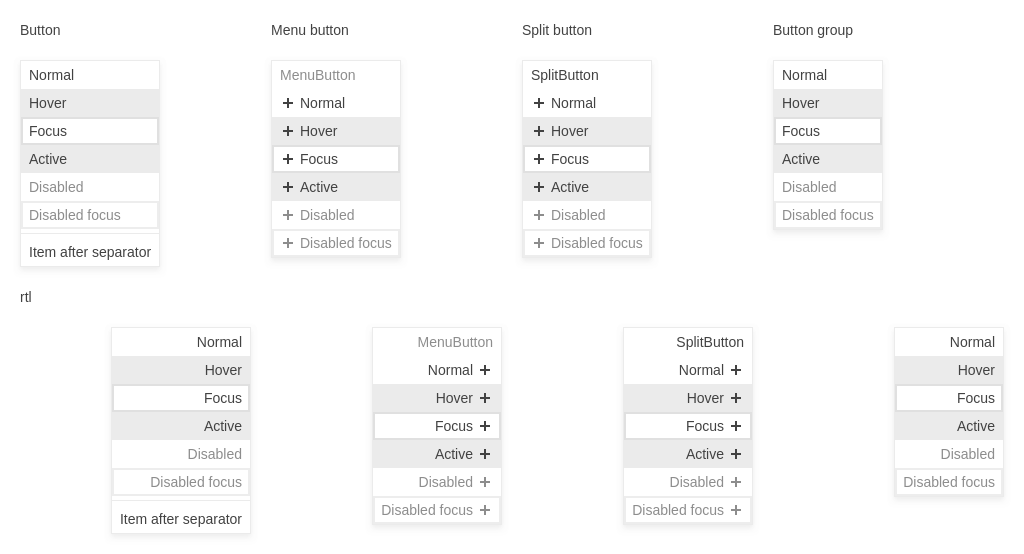 Button
Normal
Hover
Focus
Active
Disabled
Disabled focus
Item after separator
Menu button
MenuButton
Normal
Hover
Focus
Active
Disabled
Disabled focus
Split button
SplitButton
Normal
Hover
Focus
Active
Disabled
Disabled focus
Button group
Normal
Hover
Focus
Active
Disabled
Disabled focus
rtl
Normal
Hover
Focus
Active
Disabled
Disabled focus
Item after separator
MenuButton
Normal
Hover
Focus
Active
Disabled
Disabled focus
SplitButton
Normal
Hover
Focus
Active
Disabled
Disabled focus
Normal
Hover
Focus
Active
Disabled
Disabled focus